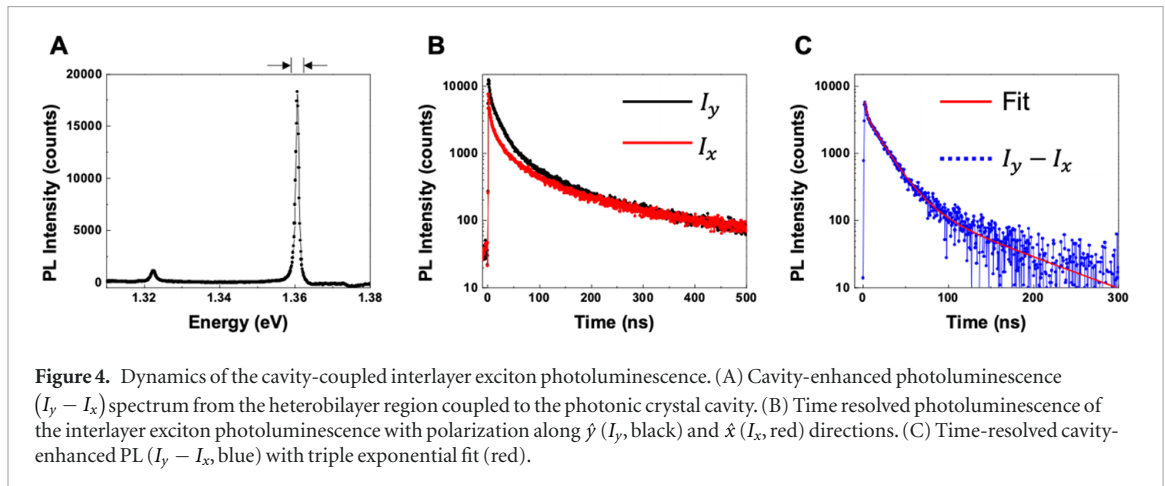 A
B
C
20000
15000
10000
5000
0
PL Intensity (counts)
1.32
1.34
1.36
1.38
Energy (eV)
10000
1000
100
10
PL Intensity (counts)
I_y
I_x
0
100
200
300
400
500
Time (ns)
10000
1000
100
10
PL Intensity (counts)
Fit
I_y − I_x
0
100
200
300
Time (ns)
Figure 4. Dynamics of the cavity-coupled interlayer exciton photoluminescence. (A) Cavity-enhanced photoluminescence
(I_y − I_x) spectrum from the heterobilayer region coupled to the photonic crystal cavity. (B) Time resolved photoluminescence of
the interlayer exciton photoluminescence with polarization along ŷ (I_y, black) and x̂ (I_x, red) directions. (C) Time-resolved cavity-
enhanced PL (I_y − I_x, blue) with triple exponential fit (red).